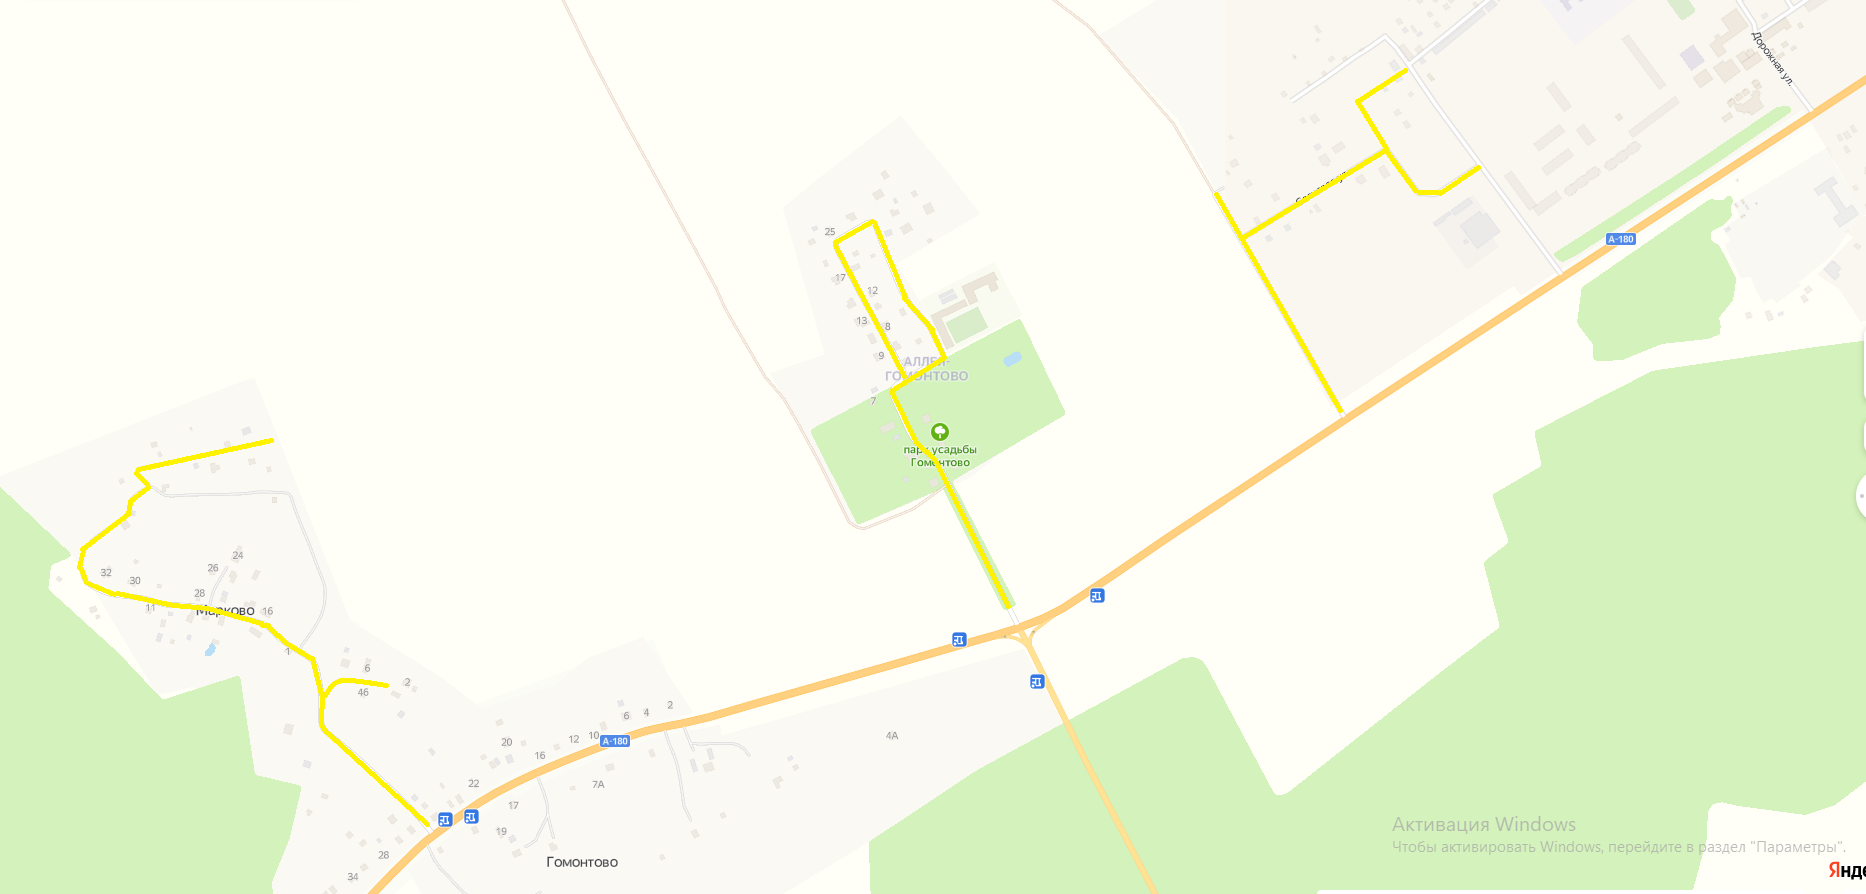 Дорожная ул.
А-180
25
17
12
13
8
9
АЛЛЕЯ-
ГОМОНТОВО
7
парк усадьбы
Гомонтово
24
26
32
30
28
11
Марково
16
1
6
2
46
2
4
6
10
12
А-180
20
16
4А
22
7А
17
19
28
34
Гомонтово
Активация Windows
Чтобы активировать Windows, перейдите в раздел "Параметры".
Янде